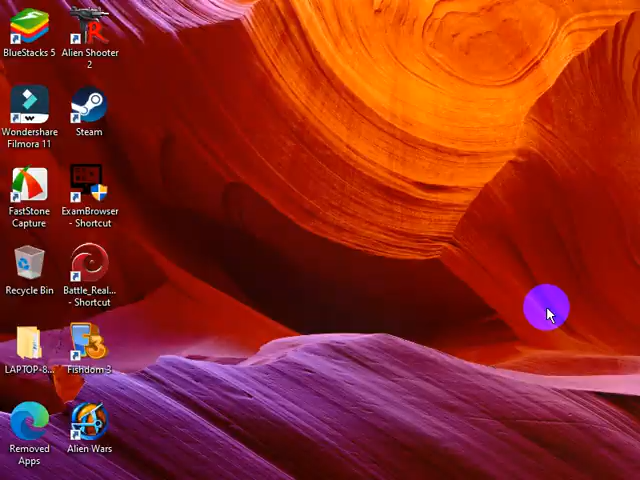 BlueStacks 5
Alien Shooter
2
Wondershare
Filmora 11
Steam
FastStone
Capture
ExamBrowser
- Shortcut
Recycle Bin
Battle_Real...
- Shortcut
LAPTOP-8...
Fishdom 3
Removed
Apps
Alien Wars